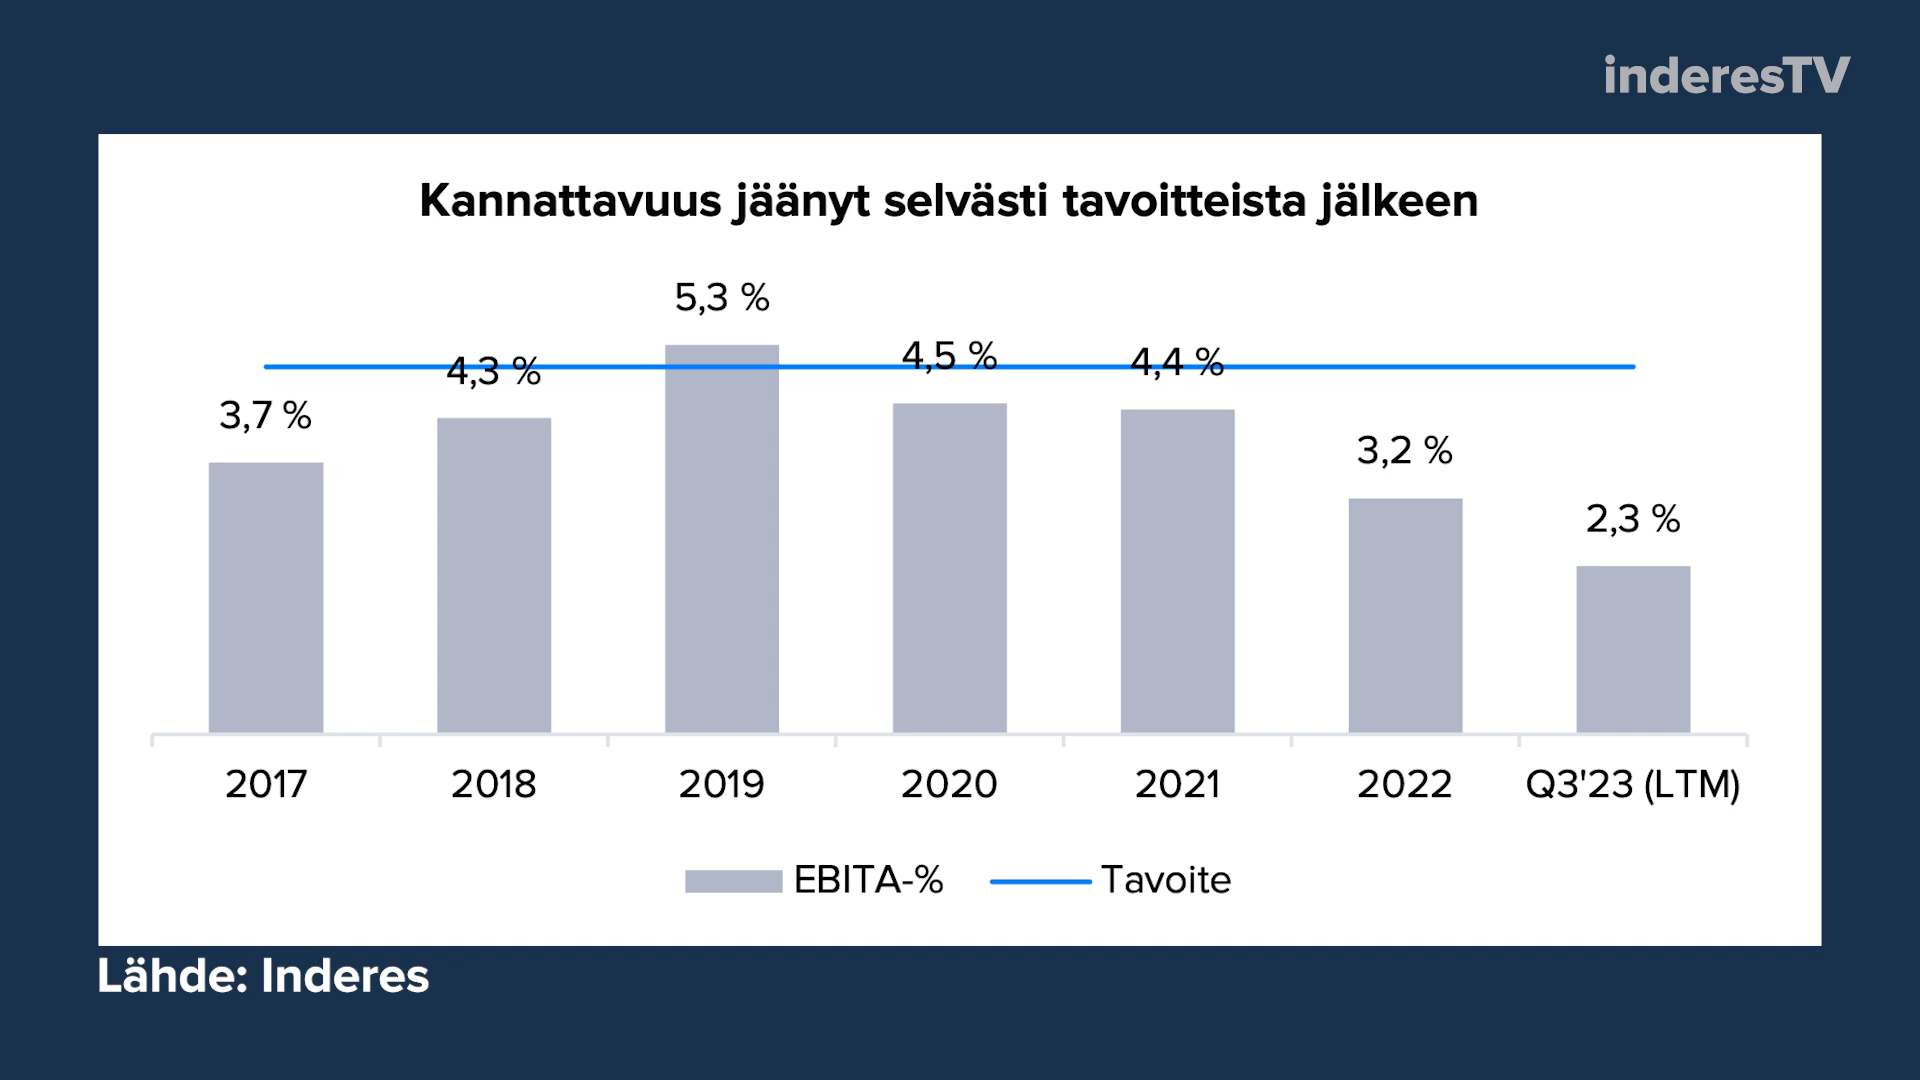 inderesTV
Kannattavuus jäänyt selvästi tavoitteista jälkeen
3,7 %
4,3 %
5,3 %
4,5 %
4,4 %
3,2 %
2,3 %
2017
2018
2019
2020
2021
2022
Q3'23 (LTM)
EBITA-%
Tavoite
Lähde: Inderes